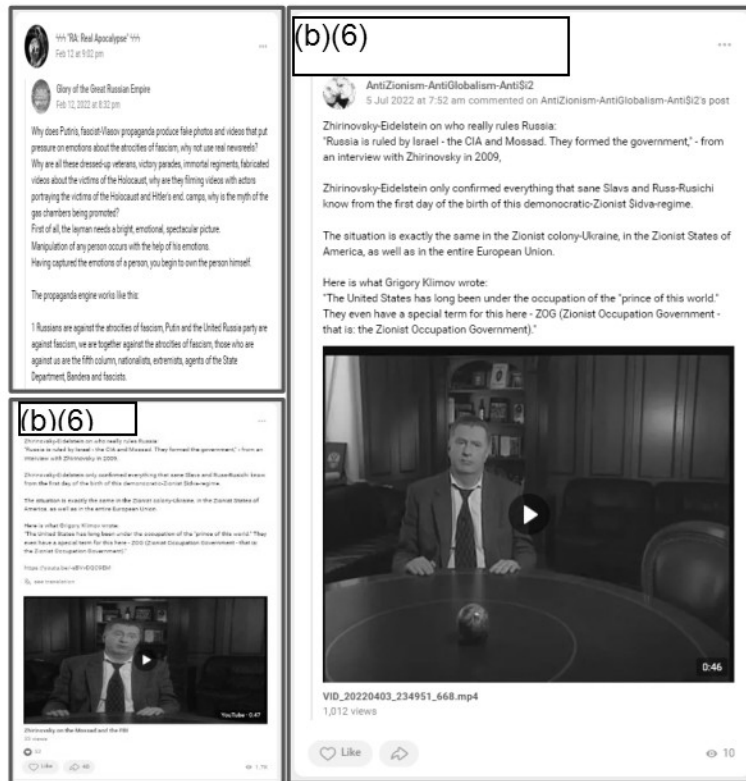 "RA: Real Apocalypse"
Feb 12 at 9:02 pm
Glory of the Great Russian Empire
Feb 12, 2022 at 8:32 pm
Why does Putin's, fascist-Vlasov propaganda produce fake photos and videos that put
pressure on emotions about the atrocities of fascism, why not use real newsreels?
Why are all these dressed-up veterans, victory parades, immortal regiments, fabricated
videos about the victims of the Holocaust, why are they filming videos with actors
portraying the victims of the Holocaust and Hitler's end. camps, why is the myth of the
gas chambers being promoted?
First of all, the layman needs a bright, emotional, spectacular picture.
Manipulation of any person occurs with the help of his emotions.
Having captured the emotions of a person, you begin to own the person himself.
The propaganda engine works like this:
1 Russians are against the atrocities of fascism, Putin and the United Russia party are
against fascism, we are together against the atrocities of fascism, those who are
against us are the fifth column, nationalists, extremists, agents of the State
Department, Bandera and fascists.
(b)(6)
Zhirinovsky-Eidelstein on who really rules Russia:
"Russia is ruled by Israel - the CIA and Mossad. They formed the government," - from an
interview with Zhirinovsky in 2009,
Zhirinovsky-Eidelstein only confirmed everything that sane Slavs and Russ-Rusichi know
from the first day of the birth of this demonocratic-Zionist $idva-regime.
The situation is exactly the same in the Zionist colony-Ukraine, in the Zionist States of
America, as well as in the entire European Union.
Here is what Grigory Klimov wrote:
"The United States has long been under the occupation of the "prince of this world." They
even have a special term for this here - ZOG (Zionist Occupation Government - that is:
the Zionist Occupation Government)."
see translation
YouTube - 0:47
Zhirinovsky on the Mossad and the FBI
Like
(b)(6)
AntiZionism-AntiGlobalism-Anti$i2
5 Jul 2022 at 7:52 am commented on AntiZionism-AntiGlobalism-Anti$i2's post
Zhirinovsky-Eidelstein on who really rules Russia:
"Russia is ruled by Israel - the CIA and Mossad. They formed the government," - from
an interview with Zhirinovsky in 2009,
Zhirinovsky-Eidelstein only confirmed everything that sane Slavs and Russ-Rusichi
know from the first day of the birth of this demonocratic-Zionist $idva-regime.
The situation is exactly the same in the Zionist colony-Ukraine, in the Zionist States of
America, as well as in the entire European Union.
Here is what Grigory Klimov wrote:
"The United States has long been under the occupation of the "prince of this world."
They even have a special term for this here - ZOG (Zionist Occupation Government -
that is: the Zionist Occupation Government)."
0:46
VID_20220403_234951_668.mp4
1,012 views
Like
10